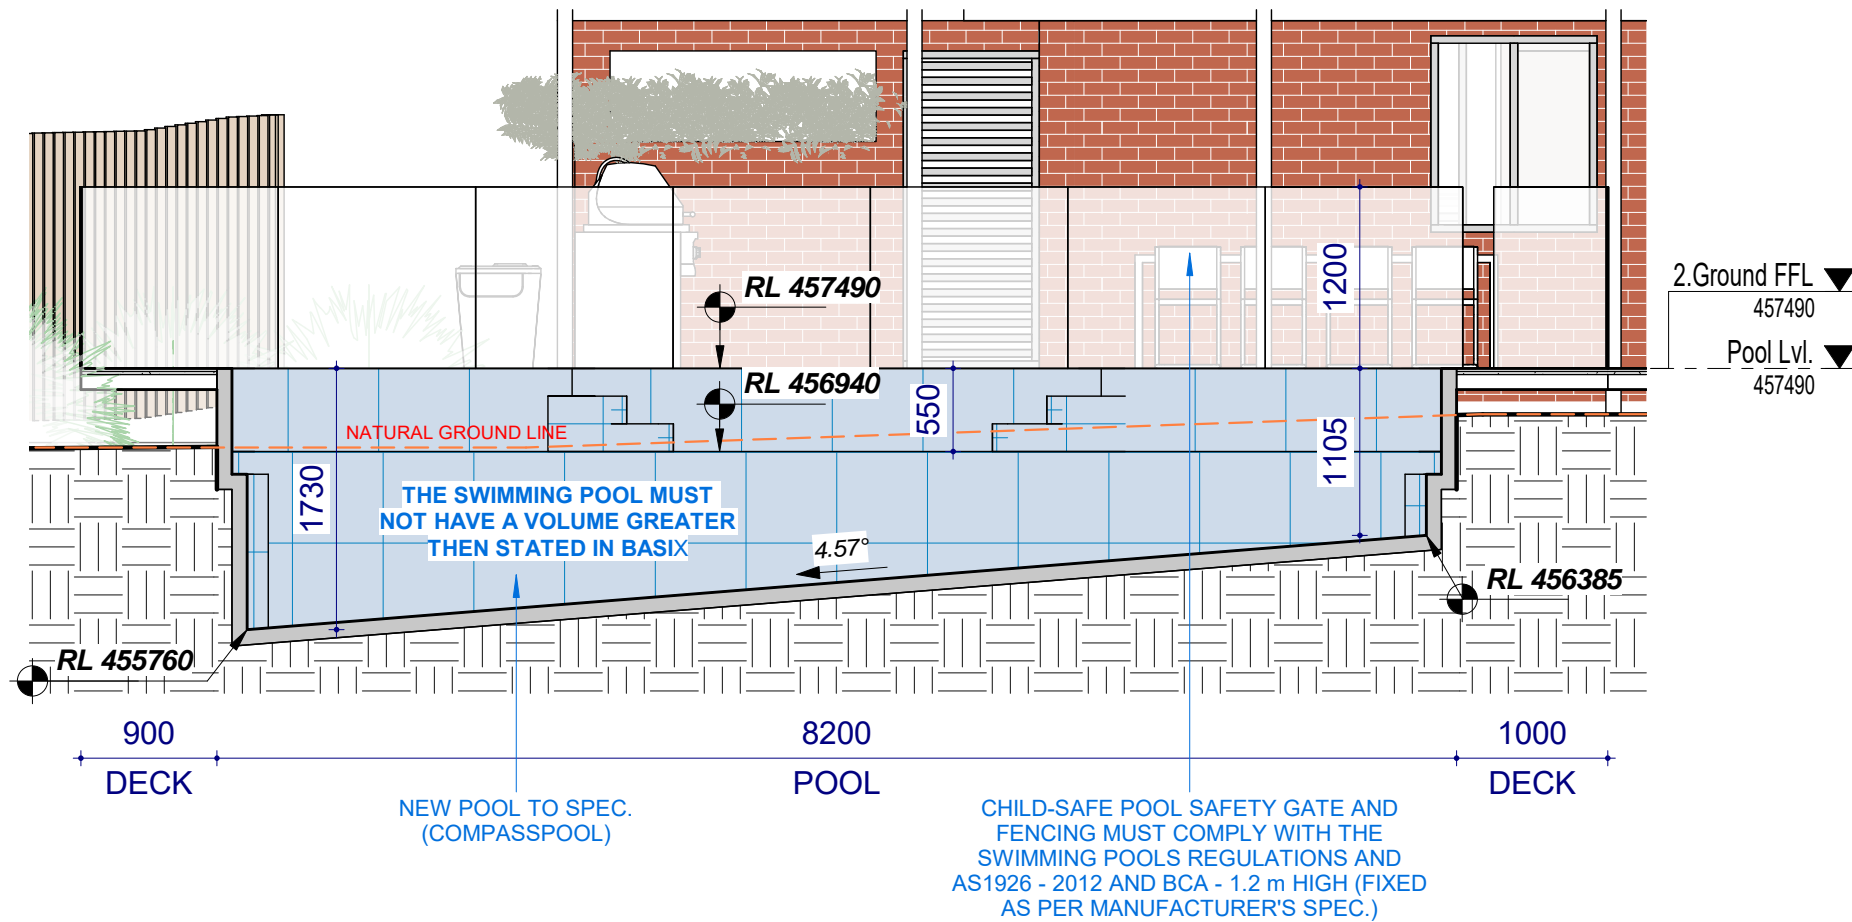 1200
2.Ground FFL
457490
RL 457490
Pool Lvl.
457490
RL 456940
550
NATURAL GROUND LINE
1105
1730
THE SWIMMING POOL MUST
NOT HAVE A VOLUME GREATER
THEN STATED IN BASIX
4.57°
RL 456385
RL 455760
900
8200
1000
DECK
POOL
DECK
NEW POOL TO SPEC.
(COMPASSPOOL)
CHILD-SAFE POOL SAFETY GATE AND
FENCING MUST COMPLY WITH THE
SWIMMING POOLS REGULATIONS AND
AS1926 - 2012 AND BCA - 1.2 m HIGH (FIXED
AS PER MANUFACTURER'S SPEC.)